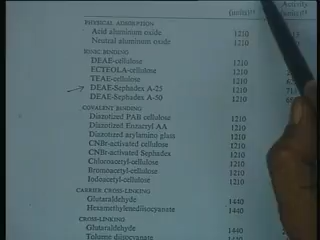 Activity
(units)
PHYSICAL ADSORPTION
Acid aluminum oxide 1210
Neutral aluminum oxide 1210
IONIC BINDING
DEAE-cellulose 1210
ECTEOLA-cellulose 1210
TEAE-cellulose 1210
DEAE-Sephadex A-25 1210
DEAE-Sephadex A-50 1210
COVALENT BINDING
Diazotized PAB cellulose 1210
Diazotized Enzacryl AA 1210
Diazotized arylamino glass 1210
CNBr-activated cellulose 1210
CNBr-activated Sephadex 1210
Chloroacetyl-cellulose 1210
Bromoacetyl-cellulose 1210
Iodoacetyl-cellulose 1210
CARRIER CROSS-LINKING
Glutaraldehyde 1440
Hexamethylenediisocyanate 1440
CROSS-LINKING
Glutaraldehyde 1440
Toluene diisocyanate